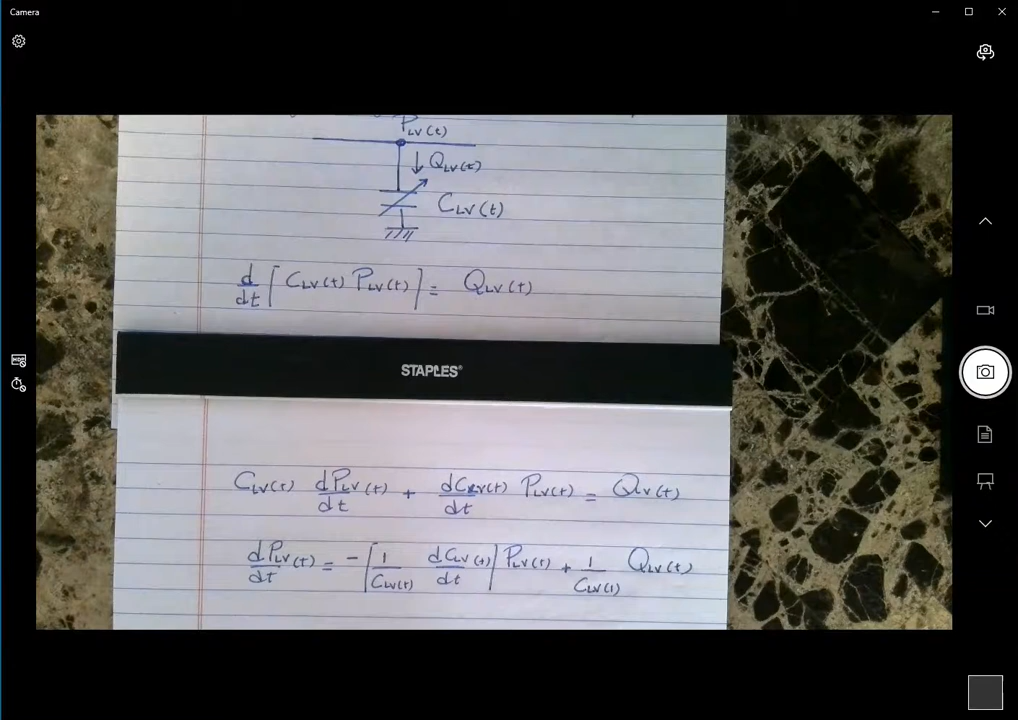 Camera
P_LV(t)
↓ Q_LV(t)
C_LV(t)
d/dt [C_LV(t) P_LV(t)] = Q_LV(t)
STAPLES®
C_LV(t) dP_LV(t)/dt + dC_LV(t)/dt P_LV(t) = Q_LV(t)
dP_LV(t)/dt = -[1/C_LV(t) dC_LV(t)/dt] P_LV(t) + 1/C_LV(t) Q_LV(t)